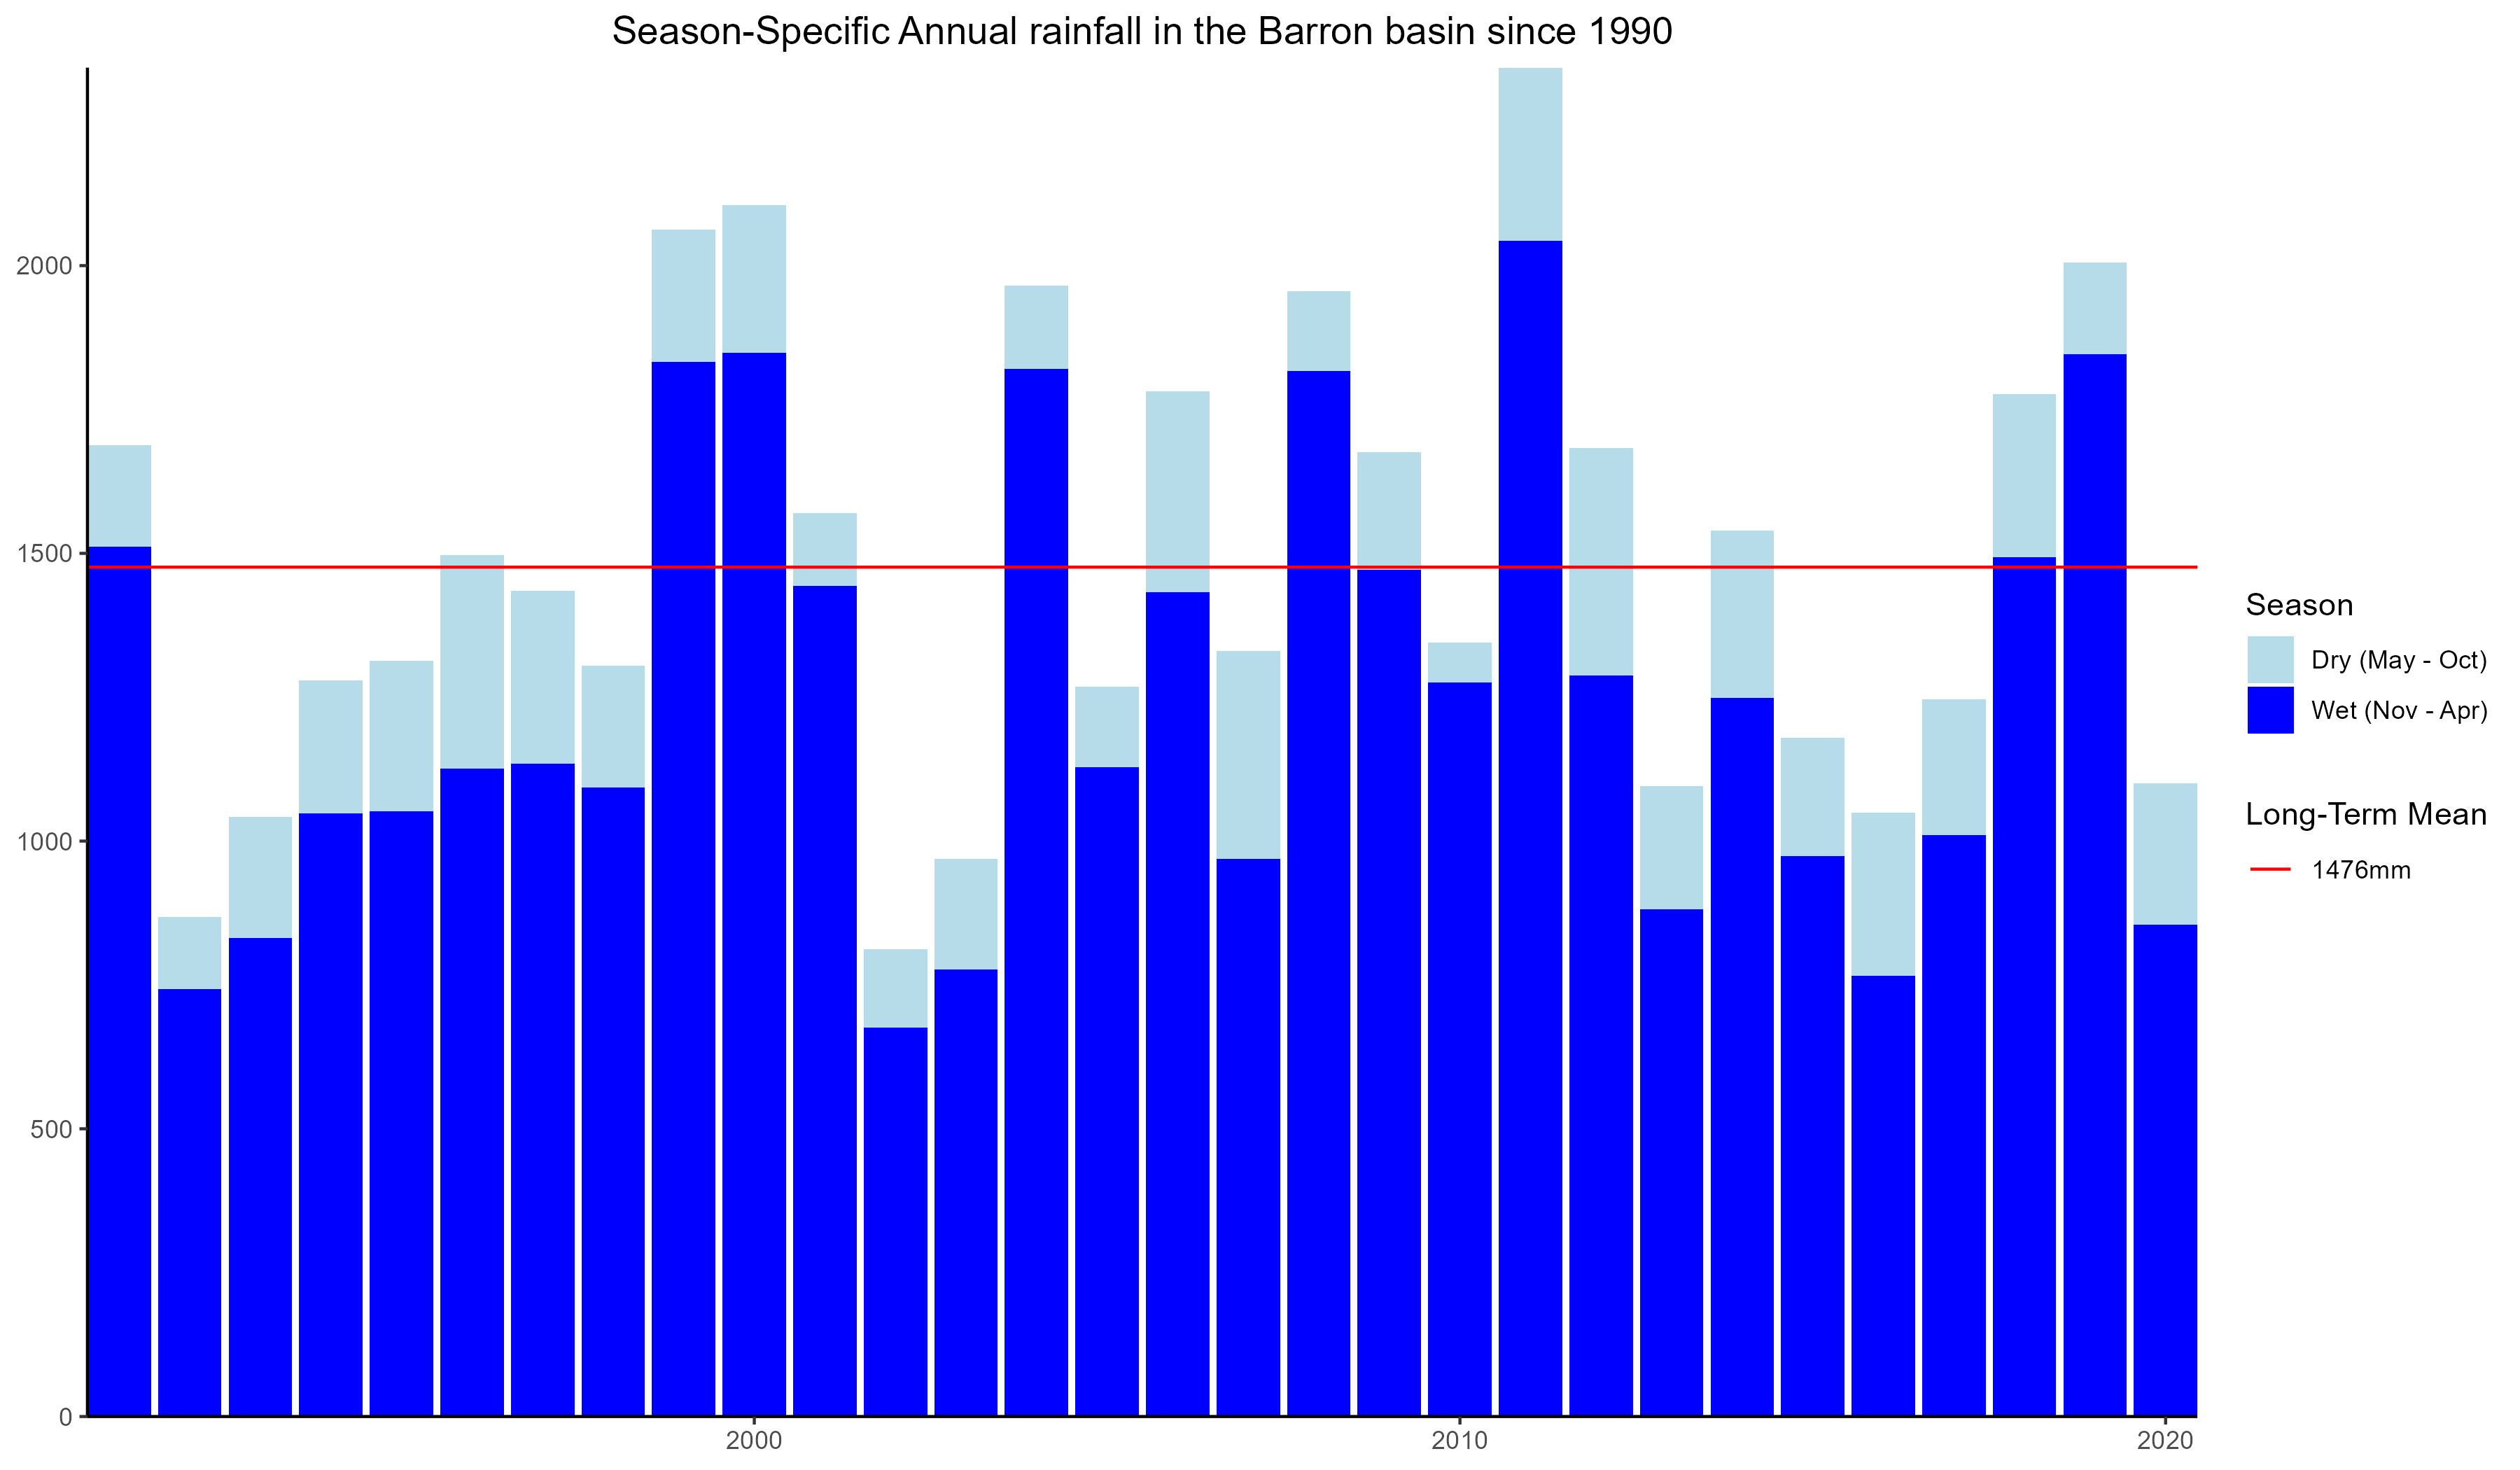 Season-Specific Annual rainfall in the Barron basin since 1990
2000
1500
1000
500
0
2000
2010
2020
Season
Dry (May - Oct)
Wet (Nov - Apr)
Long-Term Mean
1476mm